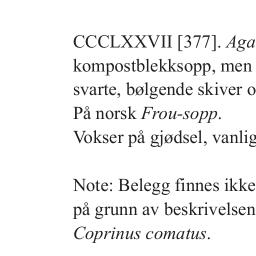 CCCLXXVII [377]. Aga
kompostblekksopp, men
svarte, bølgende skiver o
På norsk Frou-sopp.
Vokser på gjødsel, vanlig
Note: Belegg finnes ikke
på grunn av beskrivelsen
Coprinus comatus.